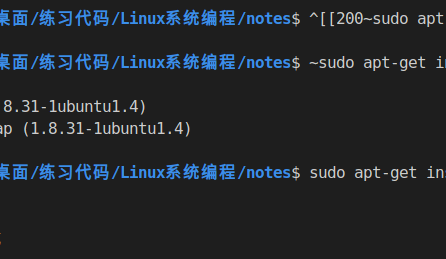 桌面/练习代码/Linux系统编程/notes$ ^[[200~sudo apt
桌面/练习代码/Linux系统编程/notes$ ~sudo apt-get in
8.31-1ubuntu1.4)
ap (1.8.31-1ubuntu1.4)
桌面/练习代码/Linux系统编程/notes$ sudo apt-get ins